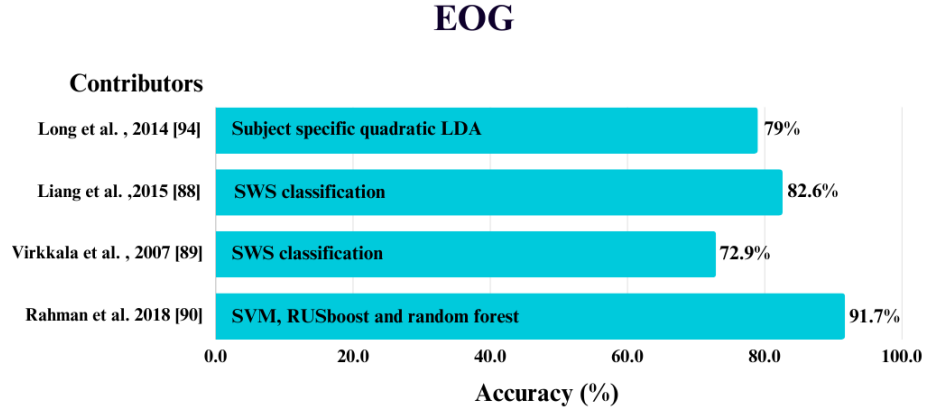 EOG
Contributors
Long et al. , 2014 [94] Subject specific quadratic LDA 79%
Liang et al. ,2015 [88] SWS classification 82.6%
Virkkala et al. , 2007 [89] SWS classification 72.9%
Rahman et al. 2018 [90] SVM, RUSboost and random forest 91.7%
0.0 20.0 40.0 60.0 80.0 100.0
Accuracy (%)